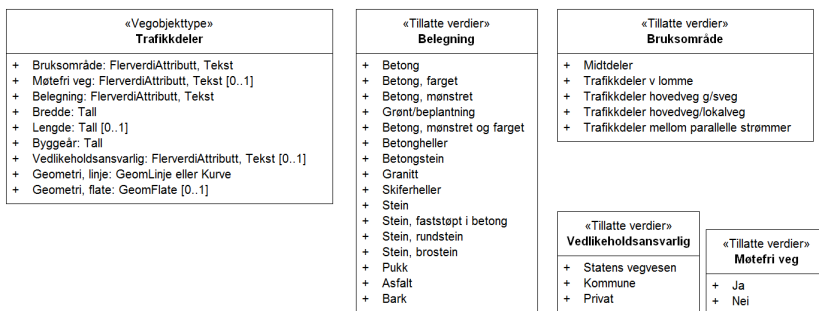 «Vegobjekttype»
Trafikkdeler
+ Bruksområde: FlerverdiAttributt, Tekst
+ Møtefri veg: FlerverdiAttributt, Tekst [0..1]
+ Belegning: FlerverdiAttributt, Tekst
+ Bredde: Tall
+ Lengde: Tall [0..1]
+ Byggeår: Tall
+ Vedlikeholdsansvarlig: FlerverdiAttributt, Tekst [0..1]
+ Geometri, linje: GeomLinje eller Kurve
+ Geometri, flate: GeomFlate [0..1]
«Tillatte verdier»
Belegning
+ Betong
+ Betong, farget
+ Betong, mønstret
+ Grønt/beplantning
+ Betong, mønstret og farget
+ Betongheller
+ Betongstein
+ Granitt
+ Skiferheller
+ Stein
+ Stein, faststøpt i betong
+ Stein, rundstein
+ Stein, brostein
+ Pukk
+ Asfalt
+ Bark
«Tillatte verdier»
Bruksområde
+ Midtdeler
+ Trafikkdeler v lomme
+ Trafikkdeler hovedveg g/sveg
+ Trafikkdeler hovedveg/lokalveg
+ Trafikkdeler mellom parallelle strømmer
«Tillatte verdier»
Vedlikeholdsansvarlig
+ Statens vegvesen
+ Kommune
+ Privat
«Tillatte verdier»
Møtefri veg
+ Ja
+ Nei